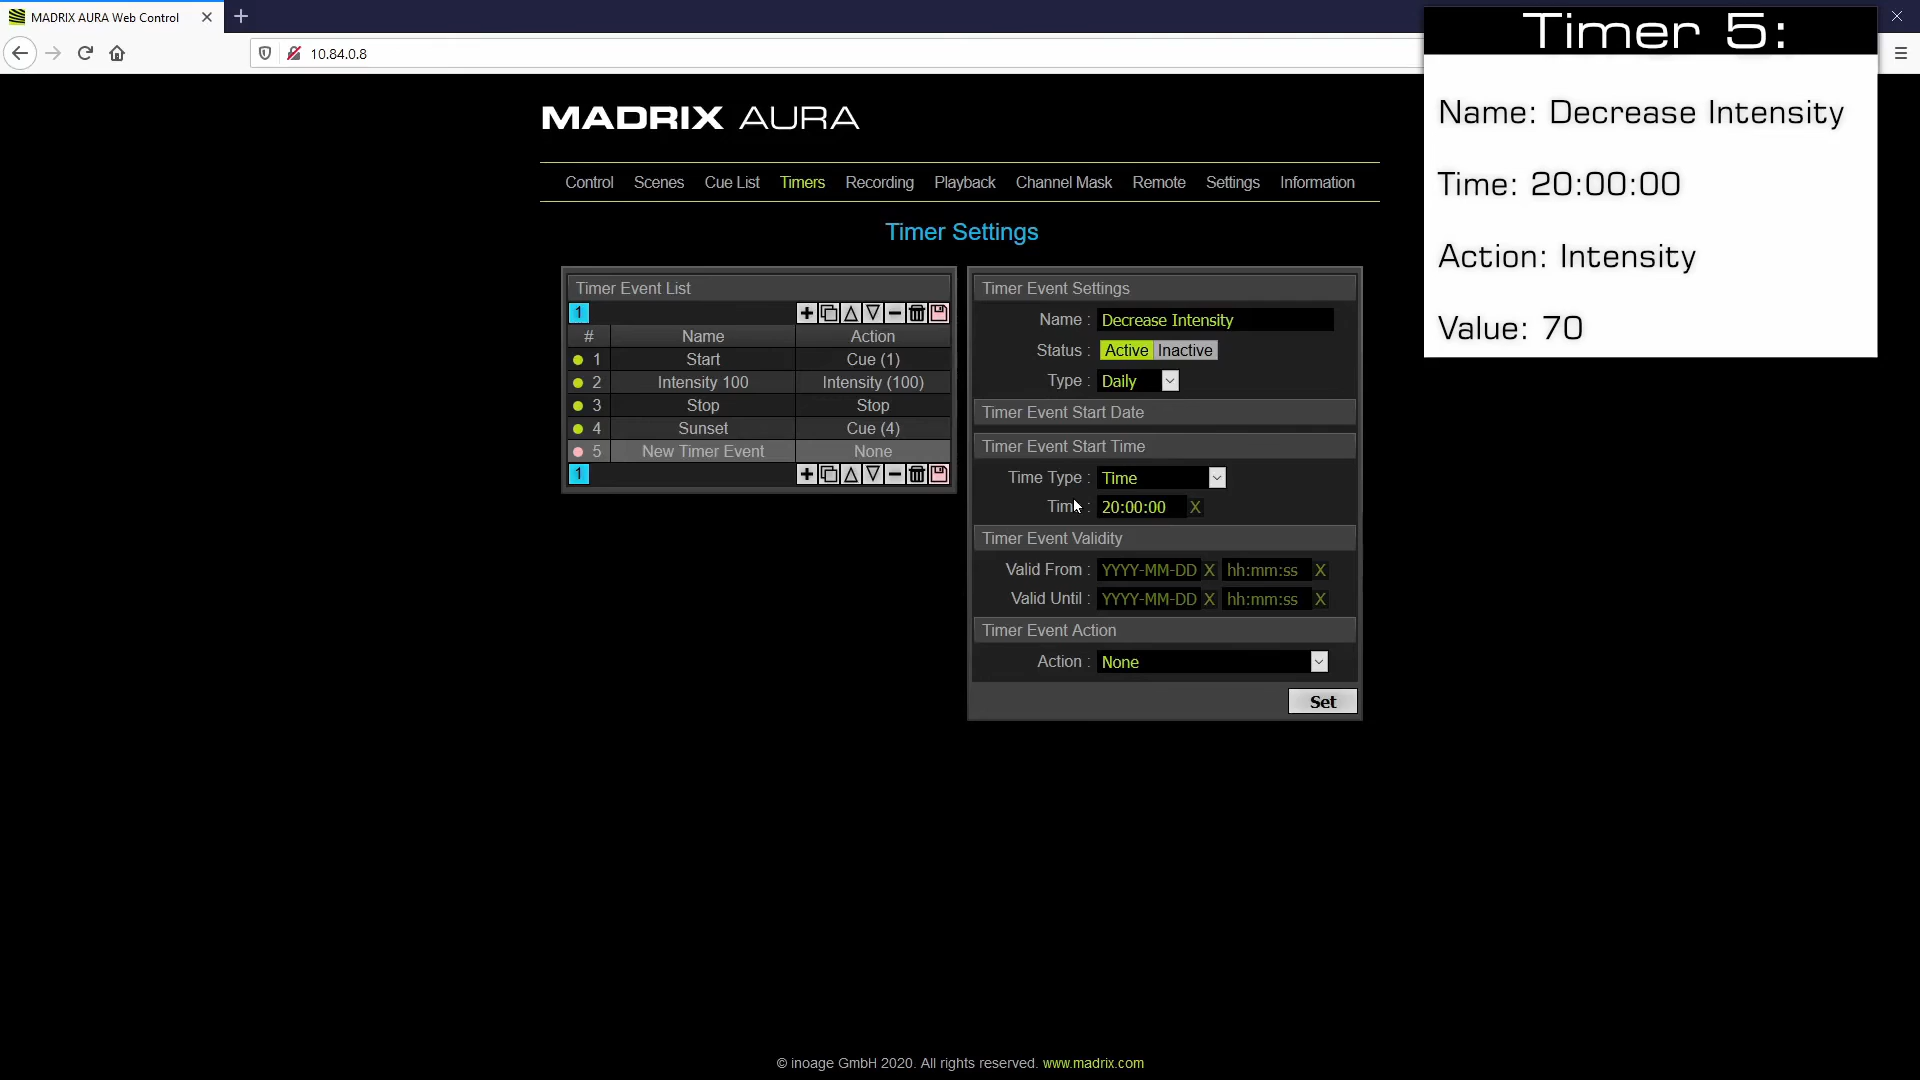 MADRIX AURA Web Control
10.84.0.8
Timer 5:
Name: Decrease Intensity
Time: 20:00:00
Action: Intensity
Value: 70
MADRIX AURA
Control Scenes Cue List Timers Recording Playback Channel Mask Remote Settings Information
Timer Settings
Timer Event List
1
# Name Action
1 Start Cue (1)
2 Intensity 100 Intensity (100)
3 Stop Stop
4 Sunset Cue (4)
5 New Timer Event None
1
Timer Event Settings
Name : Decrease Intensity
Status : Active Inactive
Type : Daily
Timer Event Start Date
Timer Event Start Time
Time Type : Time
Time : 20:00:00 X
Timer Event Validity
Valid From : YYYY-MM-DD X hh:mm:ss X
Valid Until : YYYY-MM-DD X hh:mm:ss X
Timer Event Action
Action : None
Set
© inoage GmbH 2020. All rights reserved. www.madrix.com